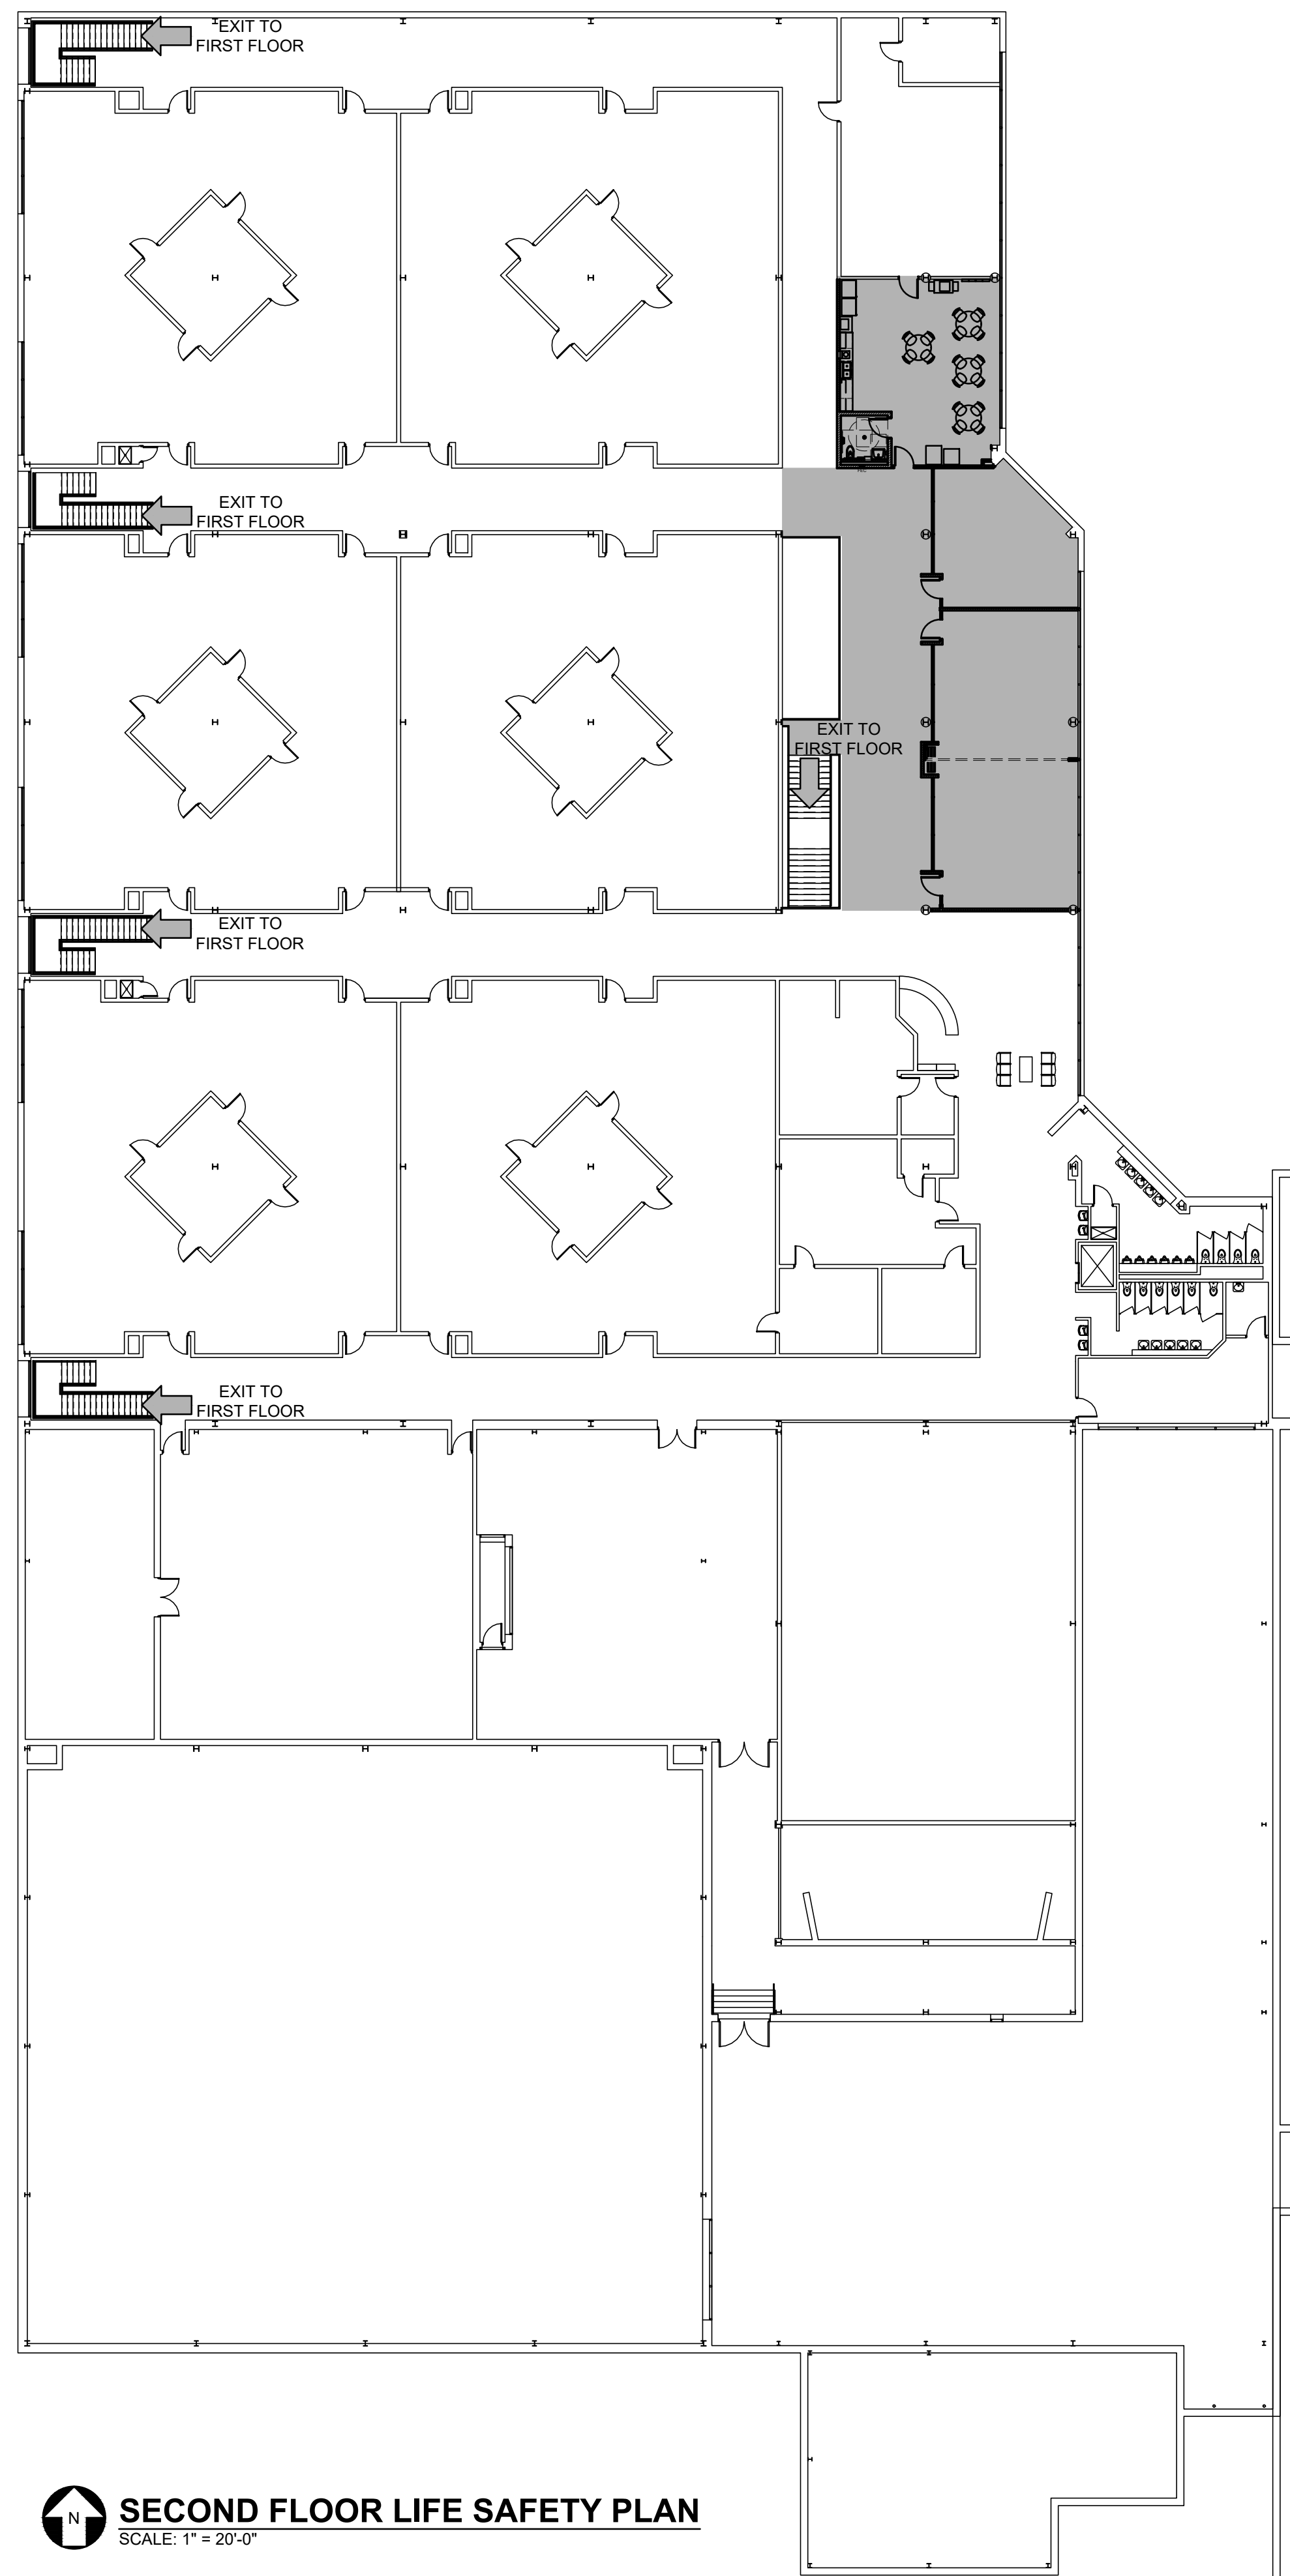 EXIT TO
FIRST FLOOR
EXIT TO
FIRST FLOOR
EXIT TO
FIRST FLOOR
EXIT TO
FIRST FLOOR
EXIT TO
FIRST FLOOR
N
SECOND FLOOR LIFE SAFETY PLAN
SCALE: 1" = 20'-0"